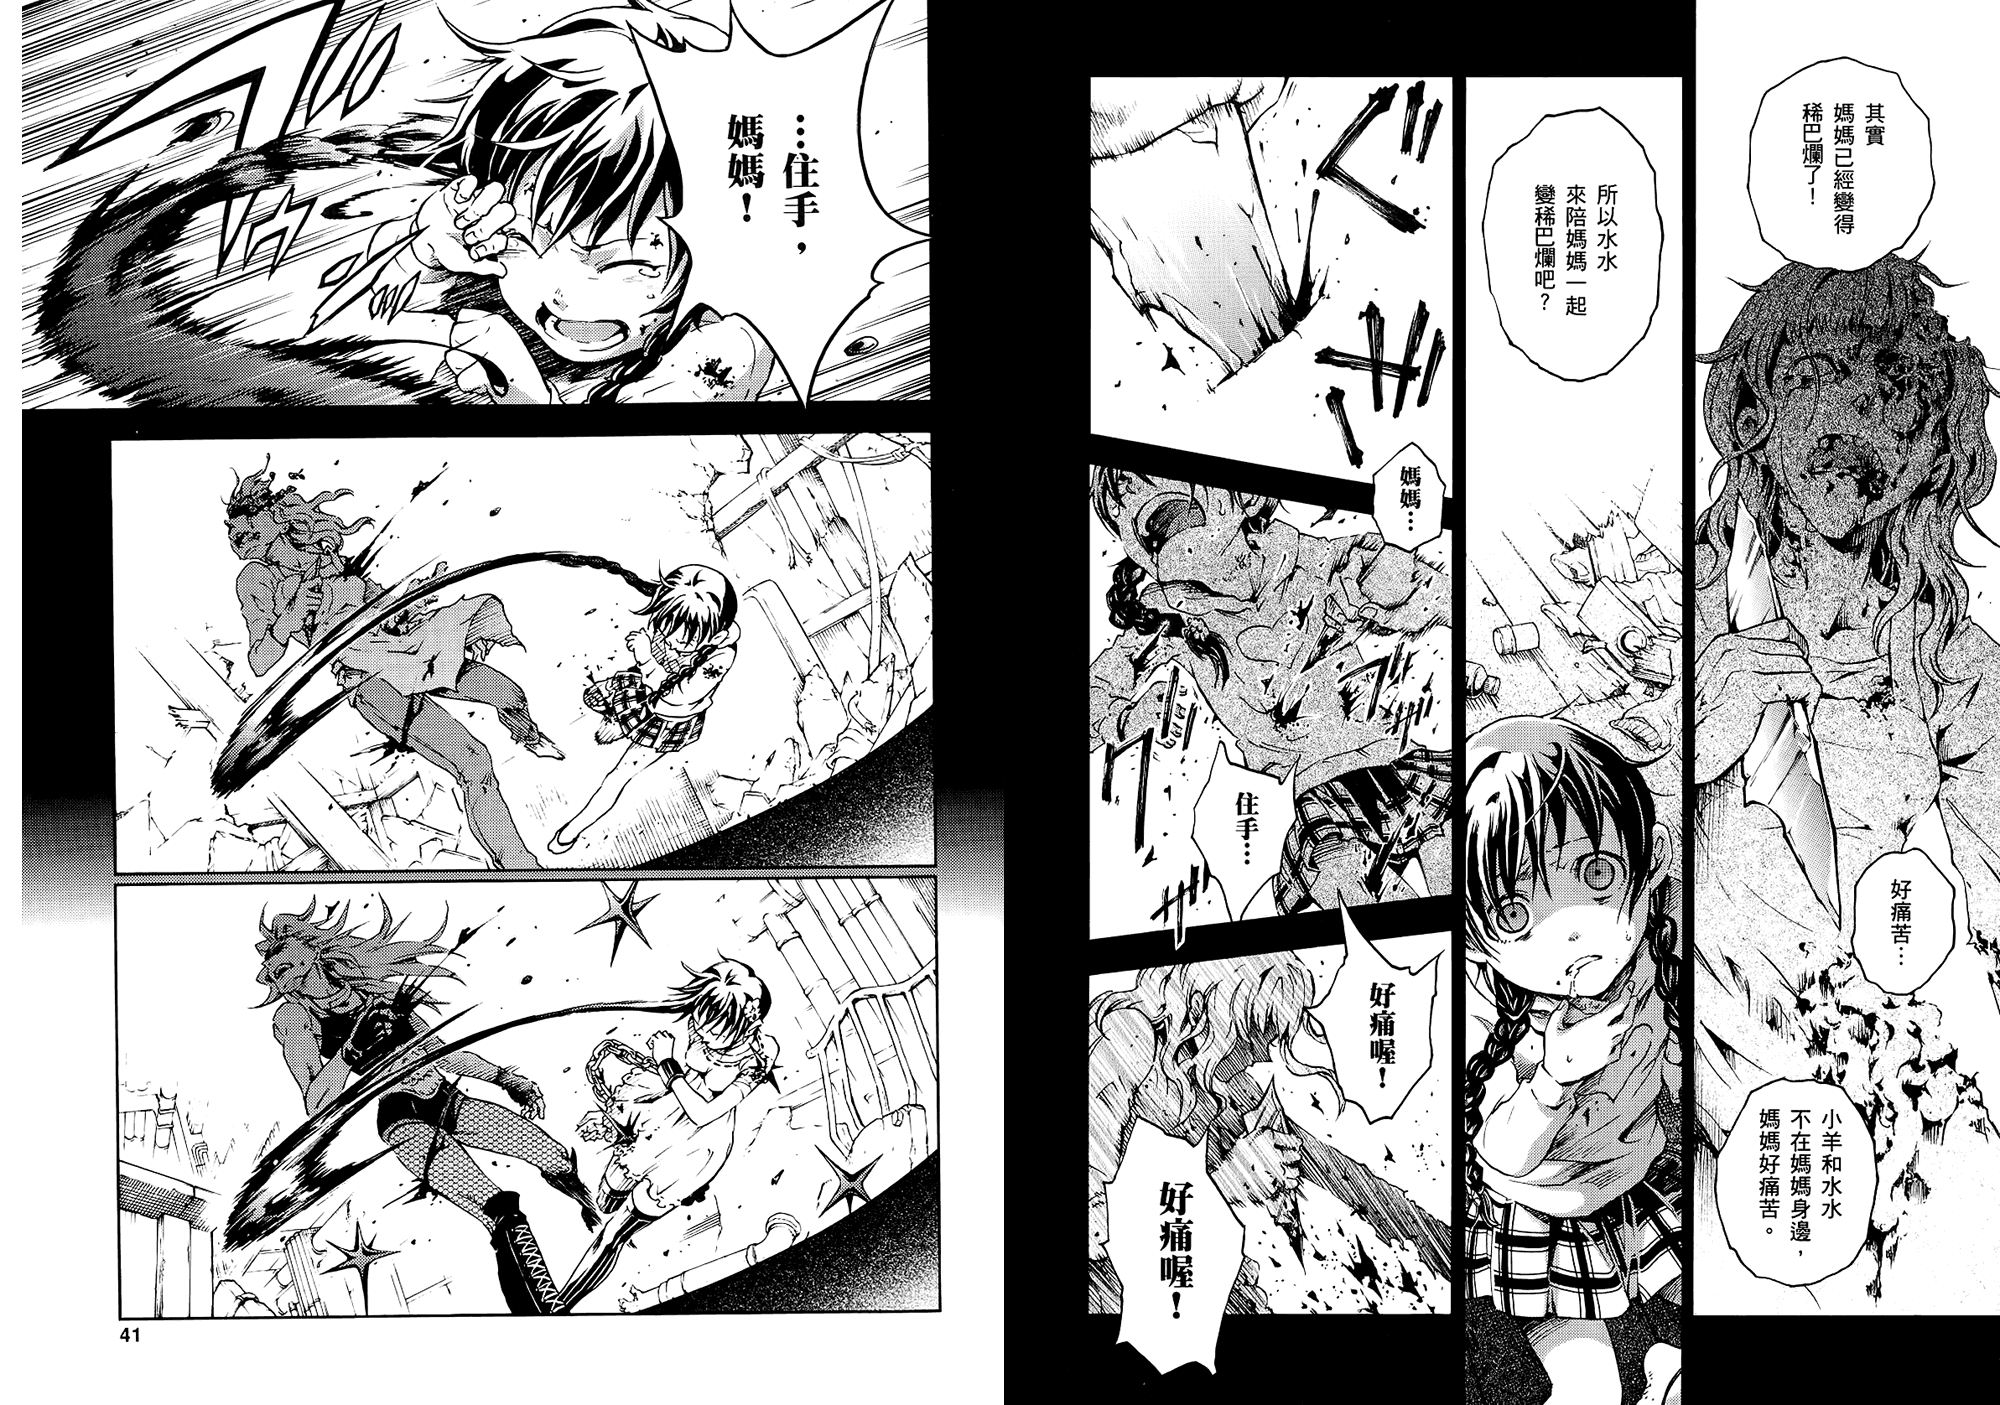 其實
媽媽已經變得
稀巴爛了！
好痛苦…
小羊和水水
不在媽媽身邊，
媽媽好痛苦。
所以水水
來陪媽媽一起
變稀巴爛吧？
媽媽…
住手…
好痛喔！
好痛喔！
…住手，
媽媽！
41